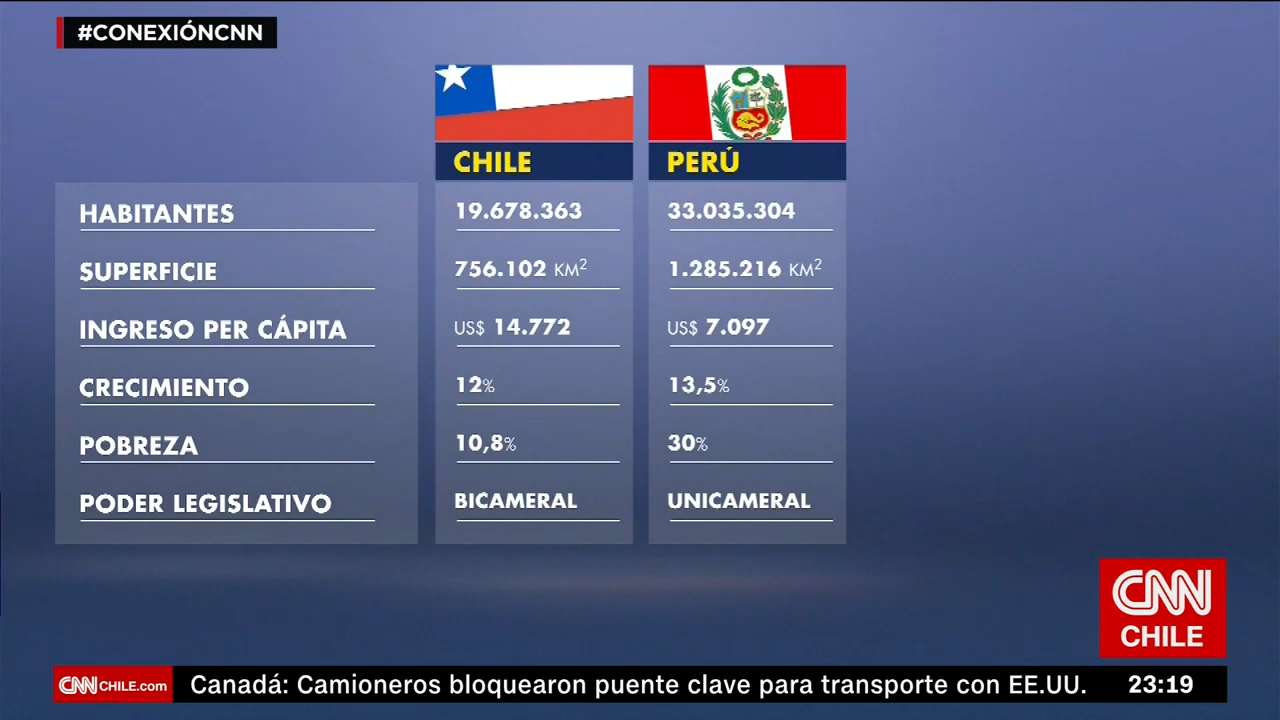 #CONEXIÓNCNN
CHILE PERÚ
HABITANTES 19.678.363 33.035.304
SUPERFICIE 756.102 KM² 1.285.216 KM²
INGRESO PER CÁPITA US$ 14.772 US$ 7.097
CRECIMIENTO 12% 13,5%
POBREZA 10,8% 30%
PODER LEGISLATIVO BICAMERAL UNICAMERAL
CNN
CHILE
CNNCHILE.com Canadá: Camioneros bloquearon puente clave para transporte con EE.UU. 23:19